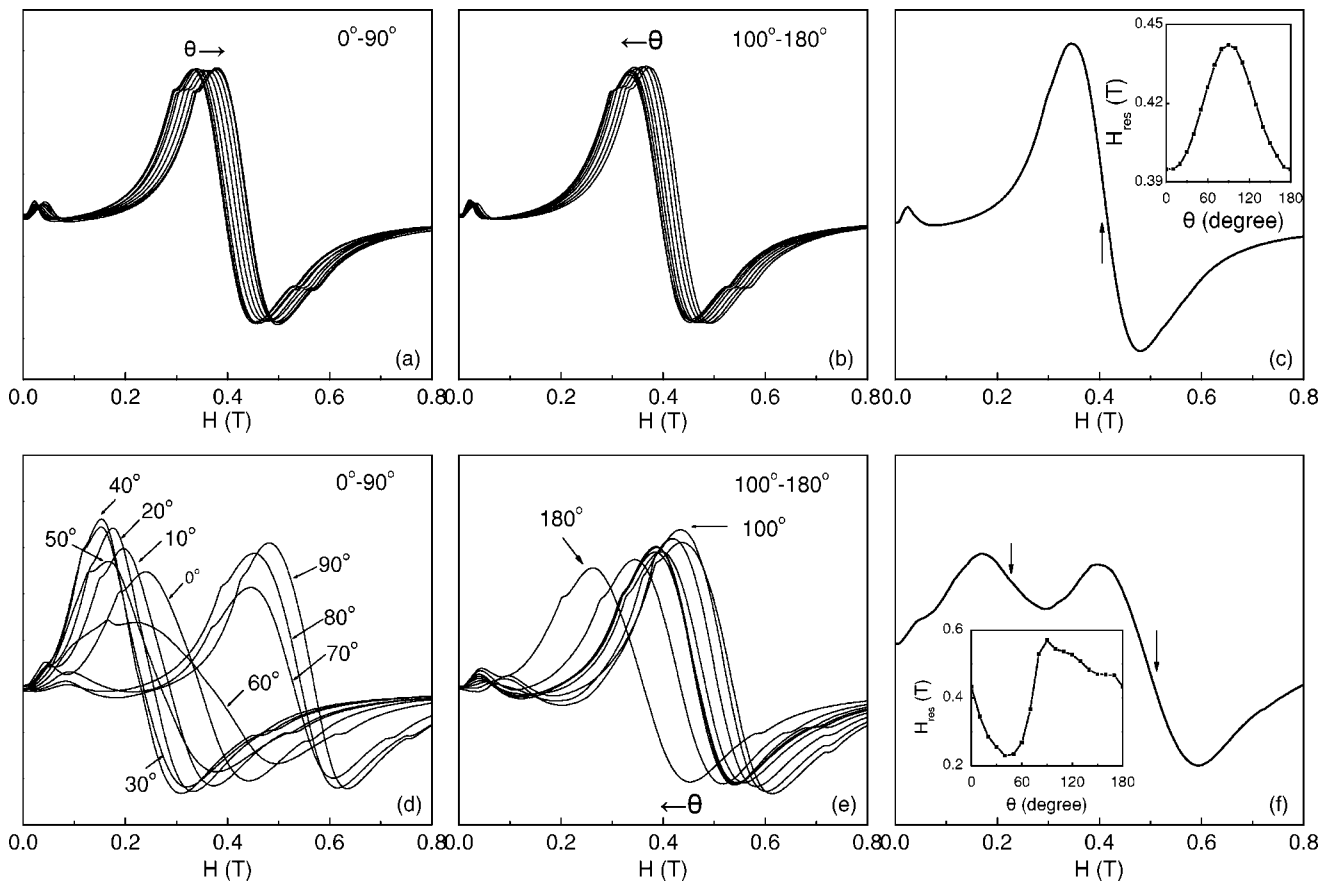 θ→
0°-90°
(a)
0.0 0.2 0.4 0.6 0.8
H (T)
←θ
100°-180°
(b)
0.0 0.2 0.4 0.6 0.8
H (T)
0.45
0.42
0.39
H_res (T)
0 60 120 180
θ (degree)
(c)
0.0 0.2 0.4 0.6 0.8
H (T)
0°-90°
40°
20°
50°
10°
0°
90°
80°
70°
60°
30°
(d)
0.0 0.2 0.4 0.6 0.8
H (T)
100°-180°
180°
100°
←θ
(e)
0.0 0.2 0.4 0.6 0.8
H (T)
0.6
0.4
0.2
H_res (T)
0 60 120 180
θ (degree)
(f)
0.0 0.2 0.4 0.6 0.8
H (T)